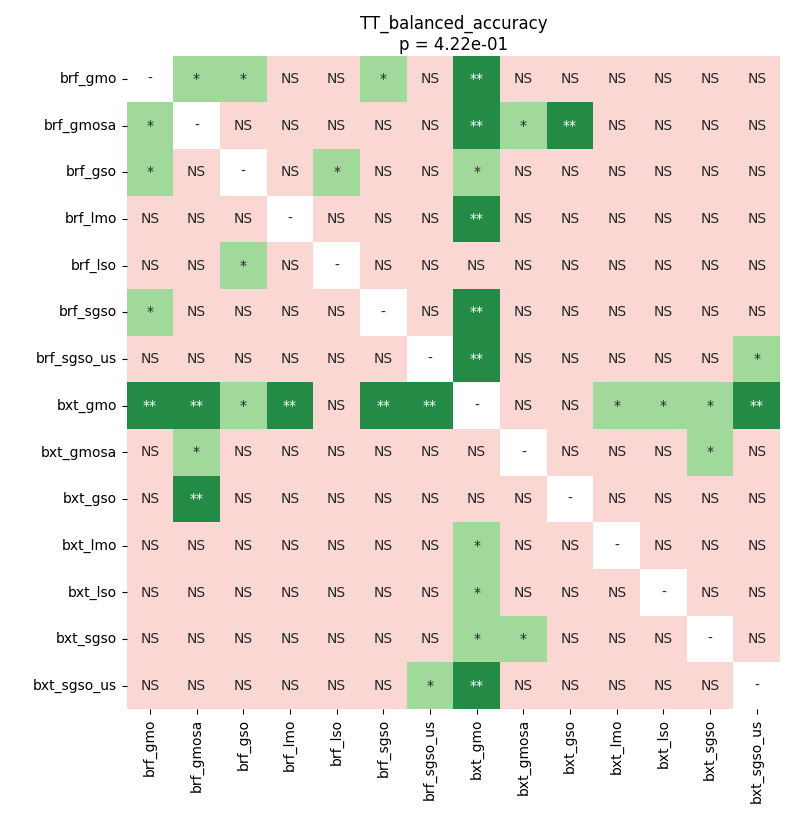 TT_balanced_accuracy
p = 4.22e-01
brf_gmo - * * NS NS * NS ** NS NS NS NS NS NS
brf_gmosa * - NS NS NS NS NS ** * ** NS NS NS NS
brf_gso * NS - NS * NS NS * NS NS NS NS NS NS
brf_lmo NS NS NS - NS NS NS ** NS NS NS NS NS NS
brf_lso NS NS * NS - NS NS NS NS NS NS NS NS NS
brf_sgso * NS NS NS NS - NS ** NS NS NS NS NS NS
brf_sgso_us NS NS NS NS NS NS - ** NS NS NS NS NS *
bxt_gmo ** ** * ** NS ** ** - NS NS * * * **
bxt_gmosa NS * NS NS NS NS NS NS - NS NS NS * NS
bxt_gso NS ** NS NS NS NS NS NS NS - NS NS NS NS
bxt_lmo NS NS NS NS NS NS NS * NS NS - NS NS NS
bxt_lso NS NS NS NS NS NS NS * NS NS NS - NS NS
bxt_sgso NS NS NS NS NS NS NS * * NS NS NS - NS
bxt_sgso_us NS NS NS NS NS NS * ** NS NS NS NS NS -
brf_gmo brf_gmosa brf_gso brf_lmo brf_lso brf_sgso brf_sgso_us bxt_gmo bxt_gmosa bxt_gso bxt_lmo bxt_lso bxt_sgso bxt_sgso_us